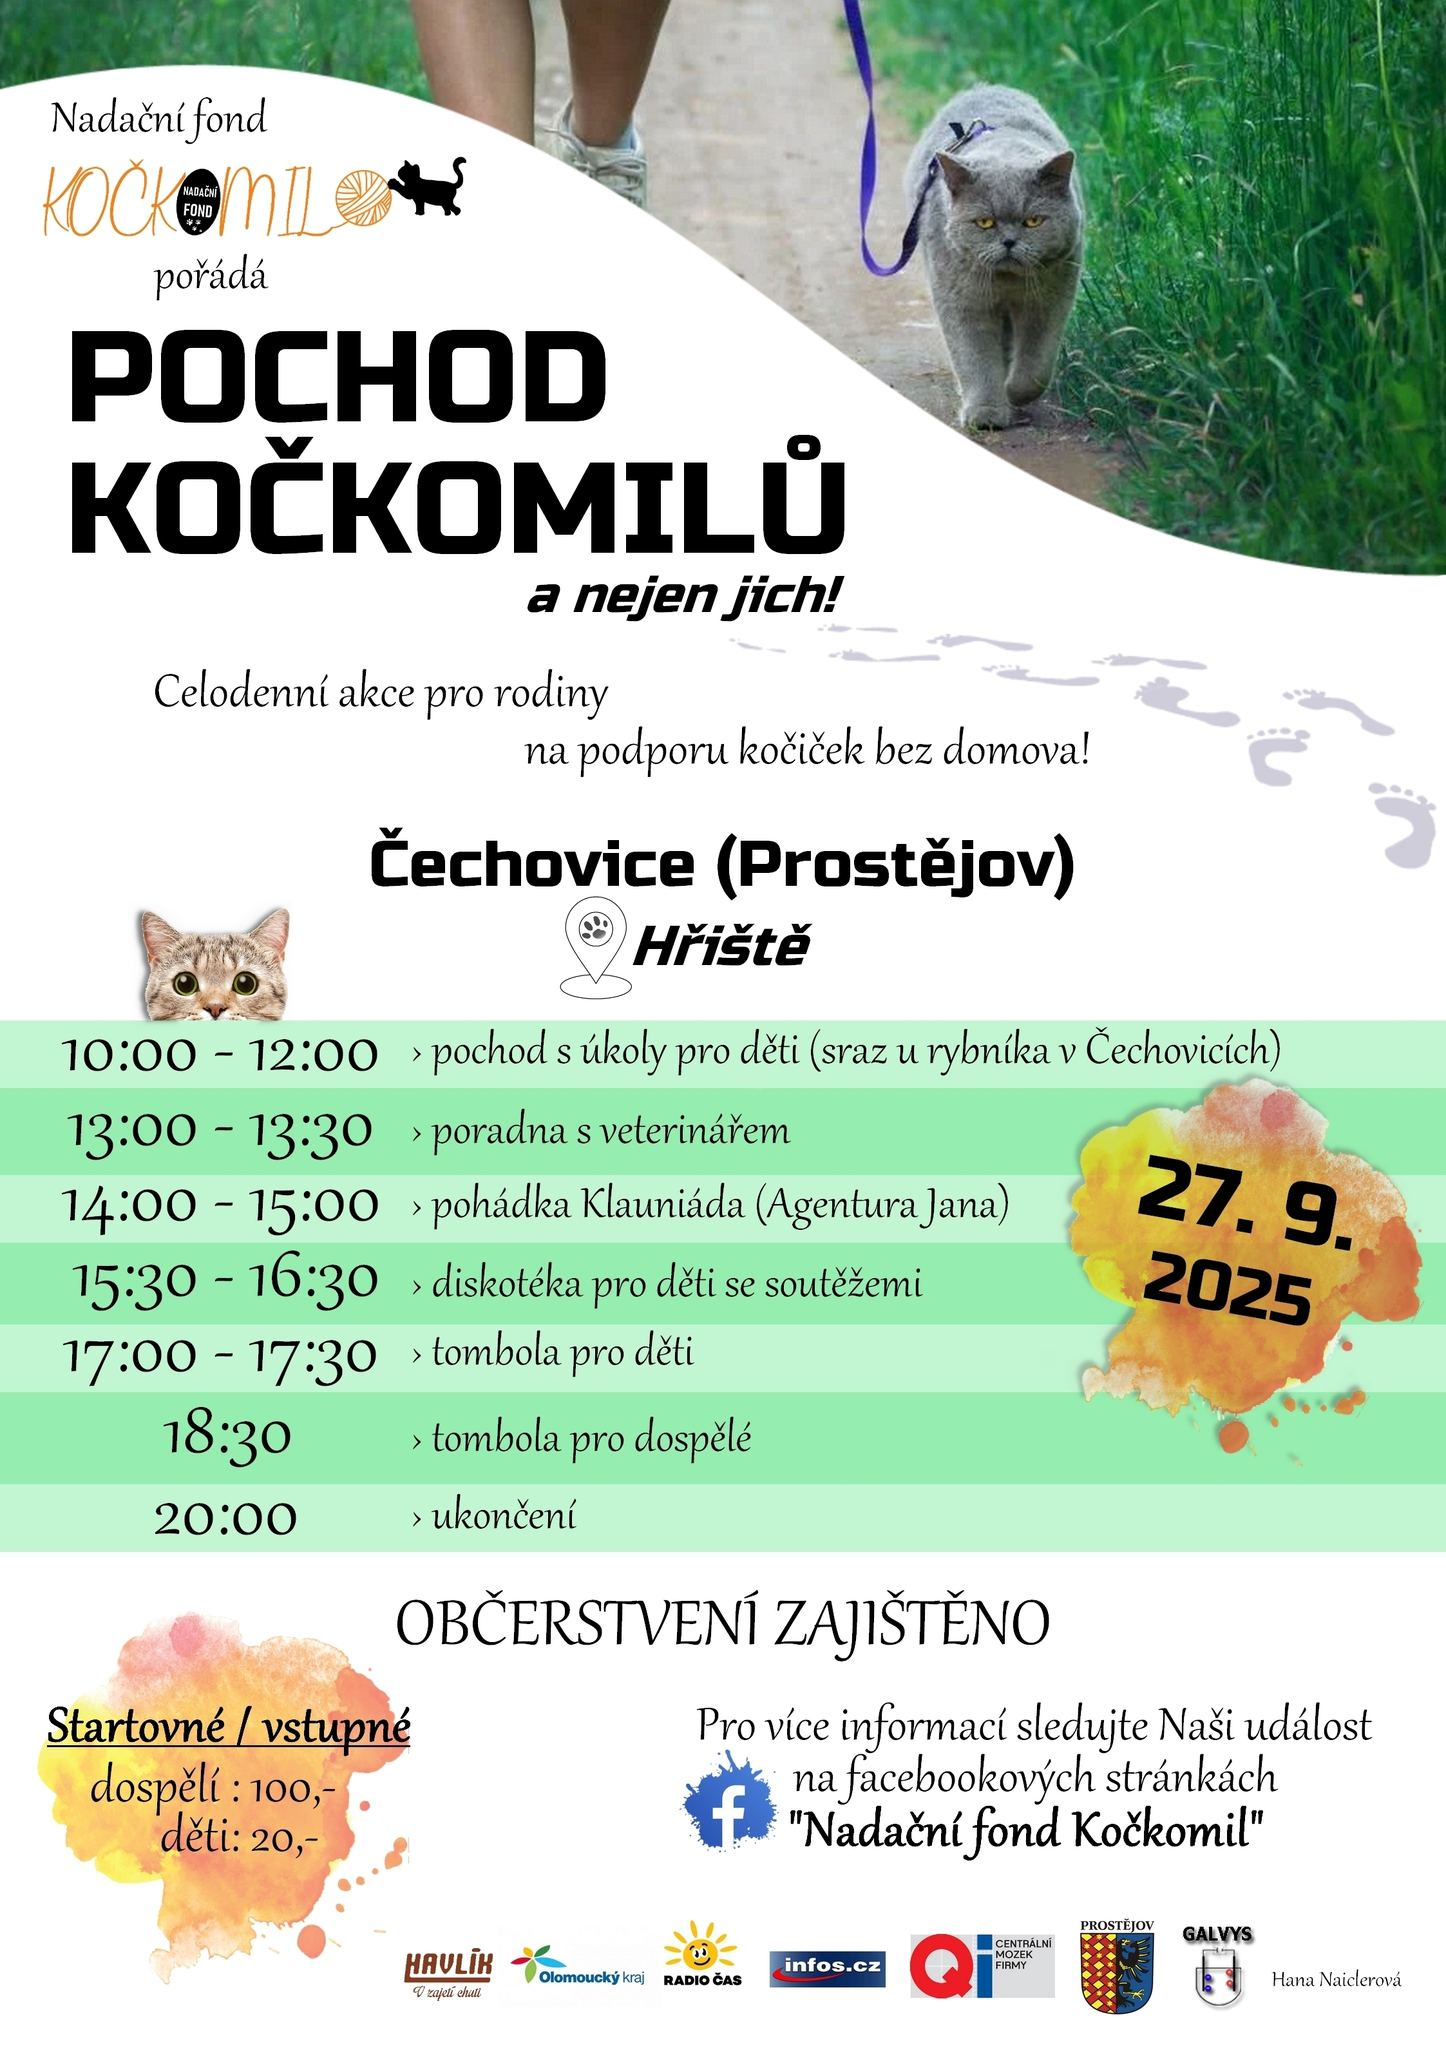 Nadační fond
KOČKOMIL
NADAČNÍ
FOND
pořádá
POCHOD
KOČKOMILŮ
a nejen jich!
Celodenní akce pro rodiny
na podporu kočiček bez domova!
Čechovice (Prostějov)
Hřiště
10:00 - 12:00 › pochod s úkoly pro děti (sraz u rybníka v Čechovicích)
13:00 - 13:30 › poradna s veterinářem
14:00 - 15:00 › pohádka Klauniáda (Agentura Jana)
15:30 - 16:30 › diskotéka pro děti se soutěžemi
17:00 - 17:30 › tombola pro děti
18:30 › tombola pro dospělé
20:00 › ukončení
27. 9.
2025
OBČERSTVENÍ ZAJIŠTĚNO
Startovné / vstupné
dospělí : 100,-
děti: 20,-
Pro více informací sledujte Naši událost
na facebookových stránkách
"Nadační fond Kočkomil"
HAVLÍK
V zajetí chuti
Olomoucký kraj
RADIO ČAS
infos.cz
Qi
CENTRÁLNÍ
MOZEK
FIRMY
PROSTĚJOV
GALVYS
Hana Naiclerová